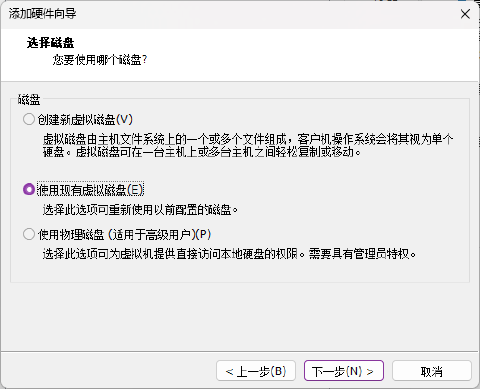 添加硬件向导
选择磁盘
您要使用哪个磁盘?
磁盘
创建新虚拟磁盘(V)
虚拟磁盘由主机文件系统上的一个或多个文件组成，客户机操作系统会将其视为单个
硬盘。虚拟磁盘可在一台主机上或多台主机之间轻松复制或移动。
使用现有虚拟磁盘(E)
选择此选项可重新使用以前配置的磁盘。
使用物理磁盘 (适用于高级用户)(P)
选择此选项可为虚拟机提供直接访问本地硬盘的权限。需要具有管理员特权。
< 上一步(B)
下一步(N) >
取消